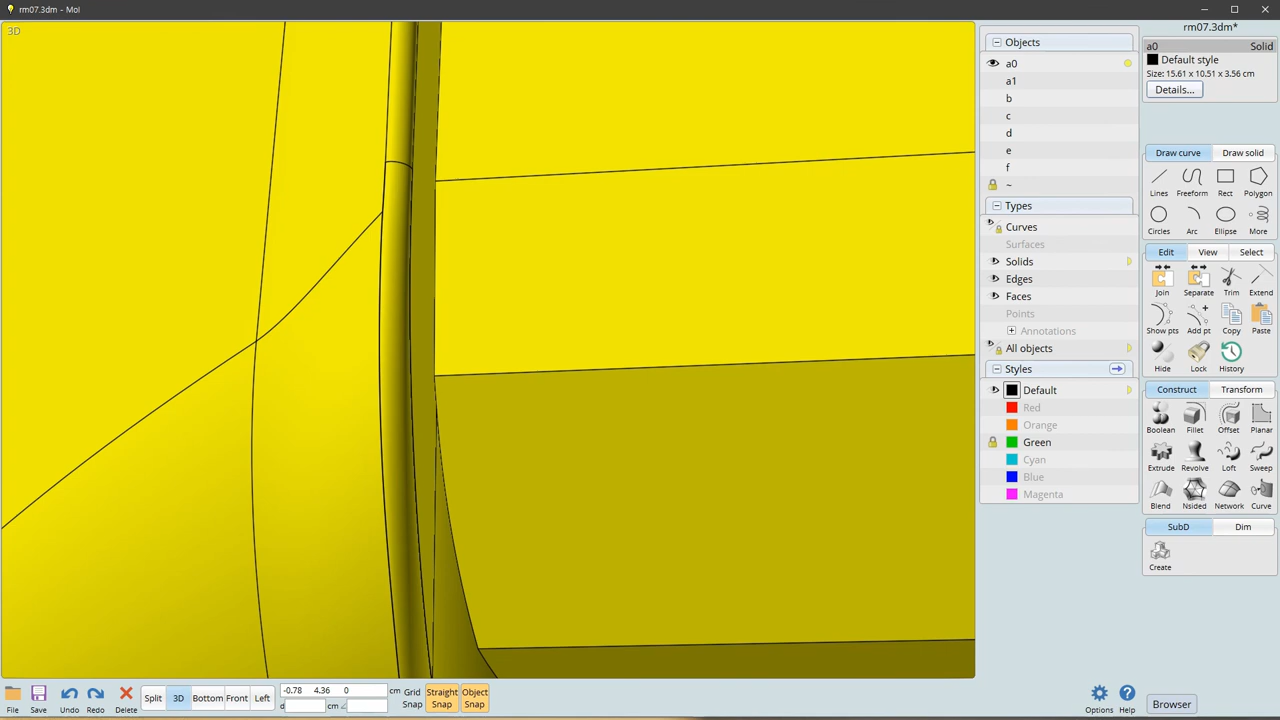 rm07.3dm - MoI
3D
rm07.3dm*
Objects
a0
a1
b
c
d
e
f
~
Types
Curves
Surfaces
Solids
Edges
Faces
Points
Annotations
All objects
Styles
Default
Red
Orange
Green
Cyan
Blue
Magenta
a0 Solid
Default style
Size: 15.61 x 10.51 x 3.56 cm
Details...
Draw curve Draw solid
Lines Freeform Rect Polygon
Circles Arc Ellipse More
Edit View Select
Join Separate Trim Extend
Show pts Add pt Copy Paste
Hide Lock History
Construct Transform
Boolean Fillet Offset Planar
Extrude Revolve Loft Sweep
Blend Nsided Network Curve
SubD Dim
Create
File Save Undo Redo Delete Split 3D Bottom Front Left
-0.78 4.36 0 cm
d cm
Grid Snap
Straight Snap
Object Snap
Options Help Browser